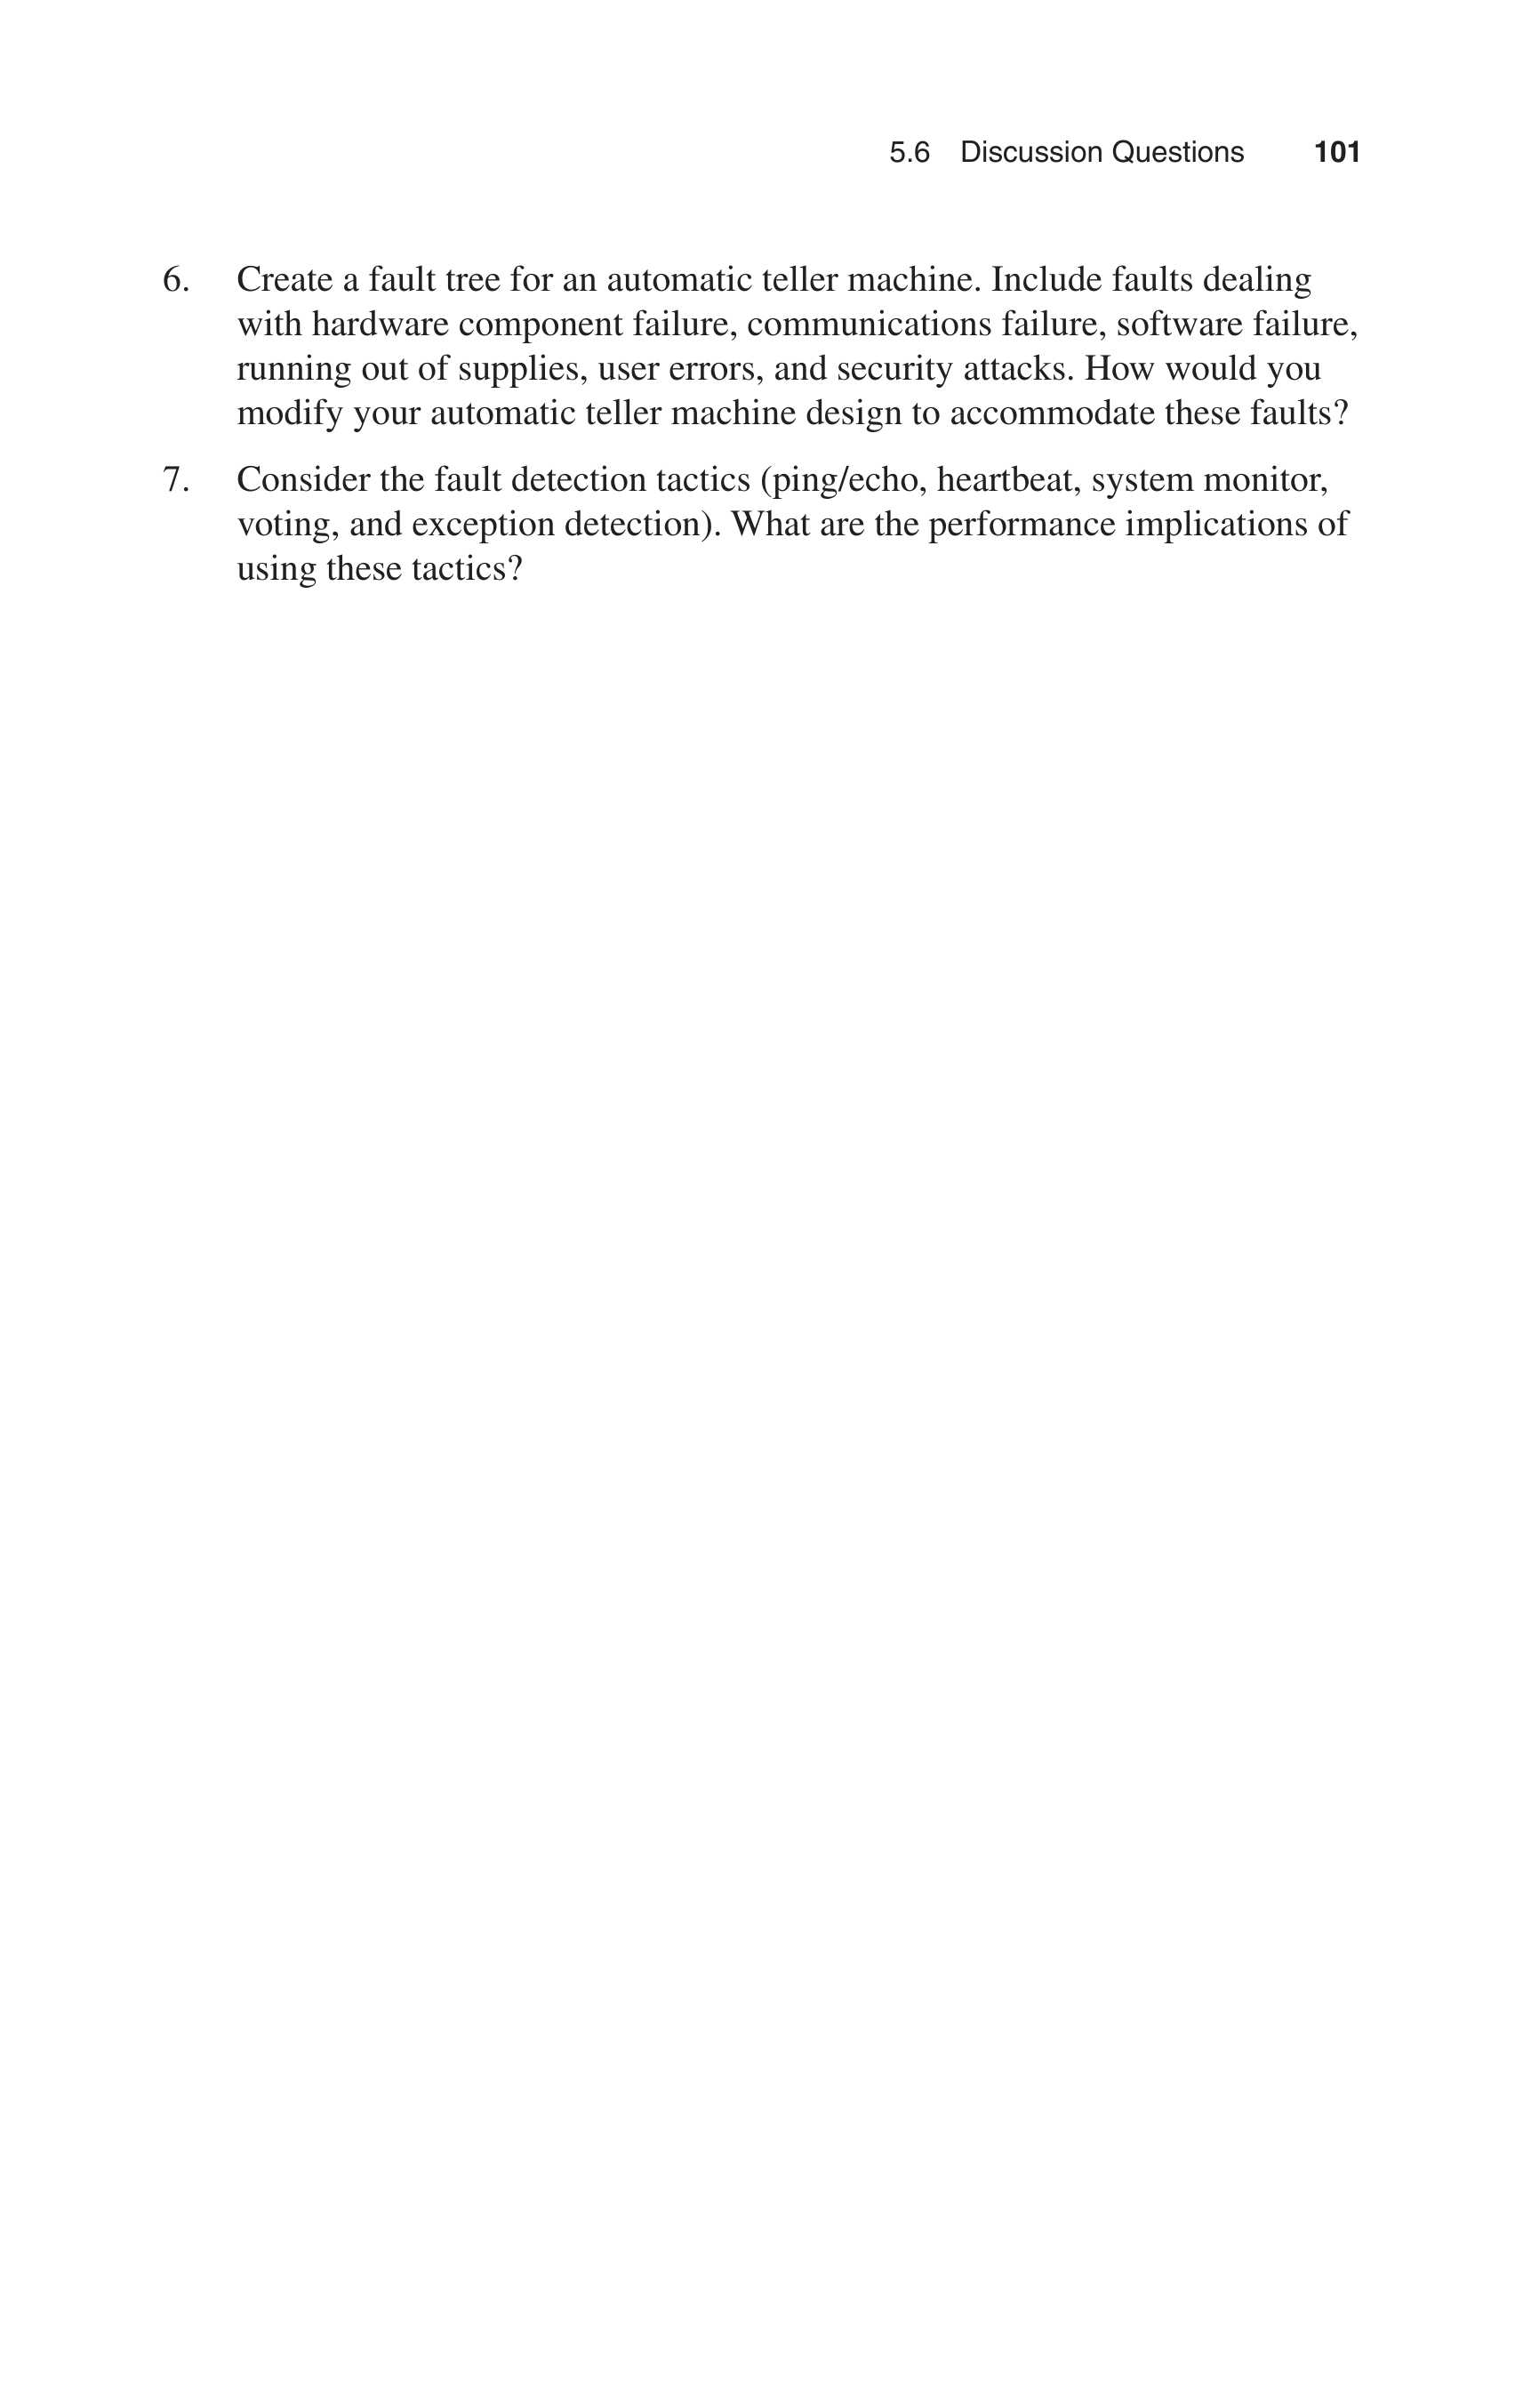 5.6 Discussion Questions 101
6. Create a fault tree for an automatic teller machine. Include faults dealing
with hardware component failure, communications failure, software failure,
running out of supplies, user errors, and security attacks. How would you
modify your automatic teller machine design to accommodate these faults?
7. Consider the fault detection tactics (ping/echo, heartbeat, system monitor,
voting, and exception detection). What are the performance implications of
using these tactics?